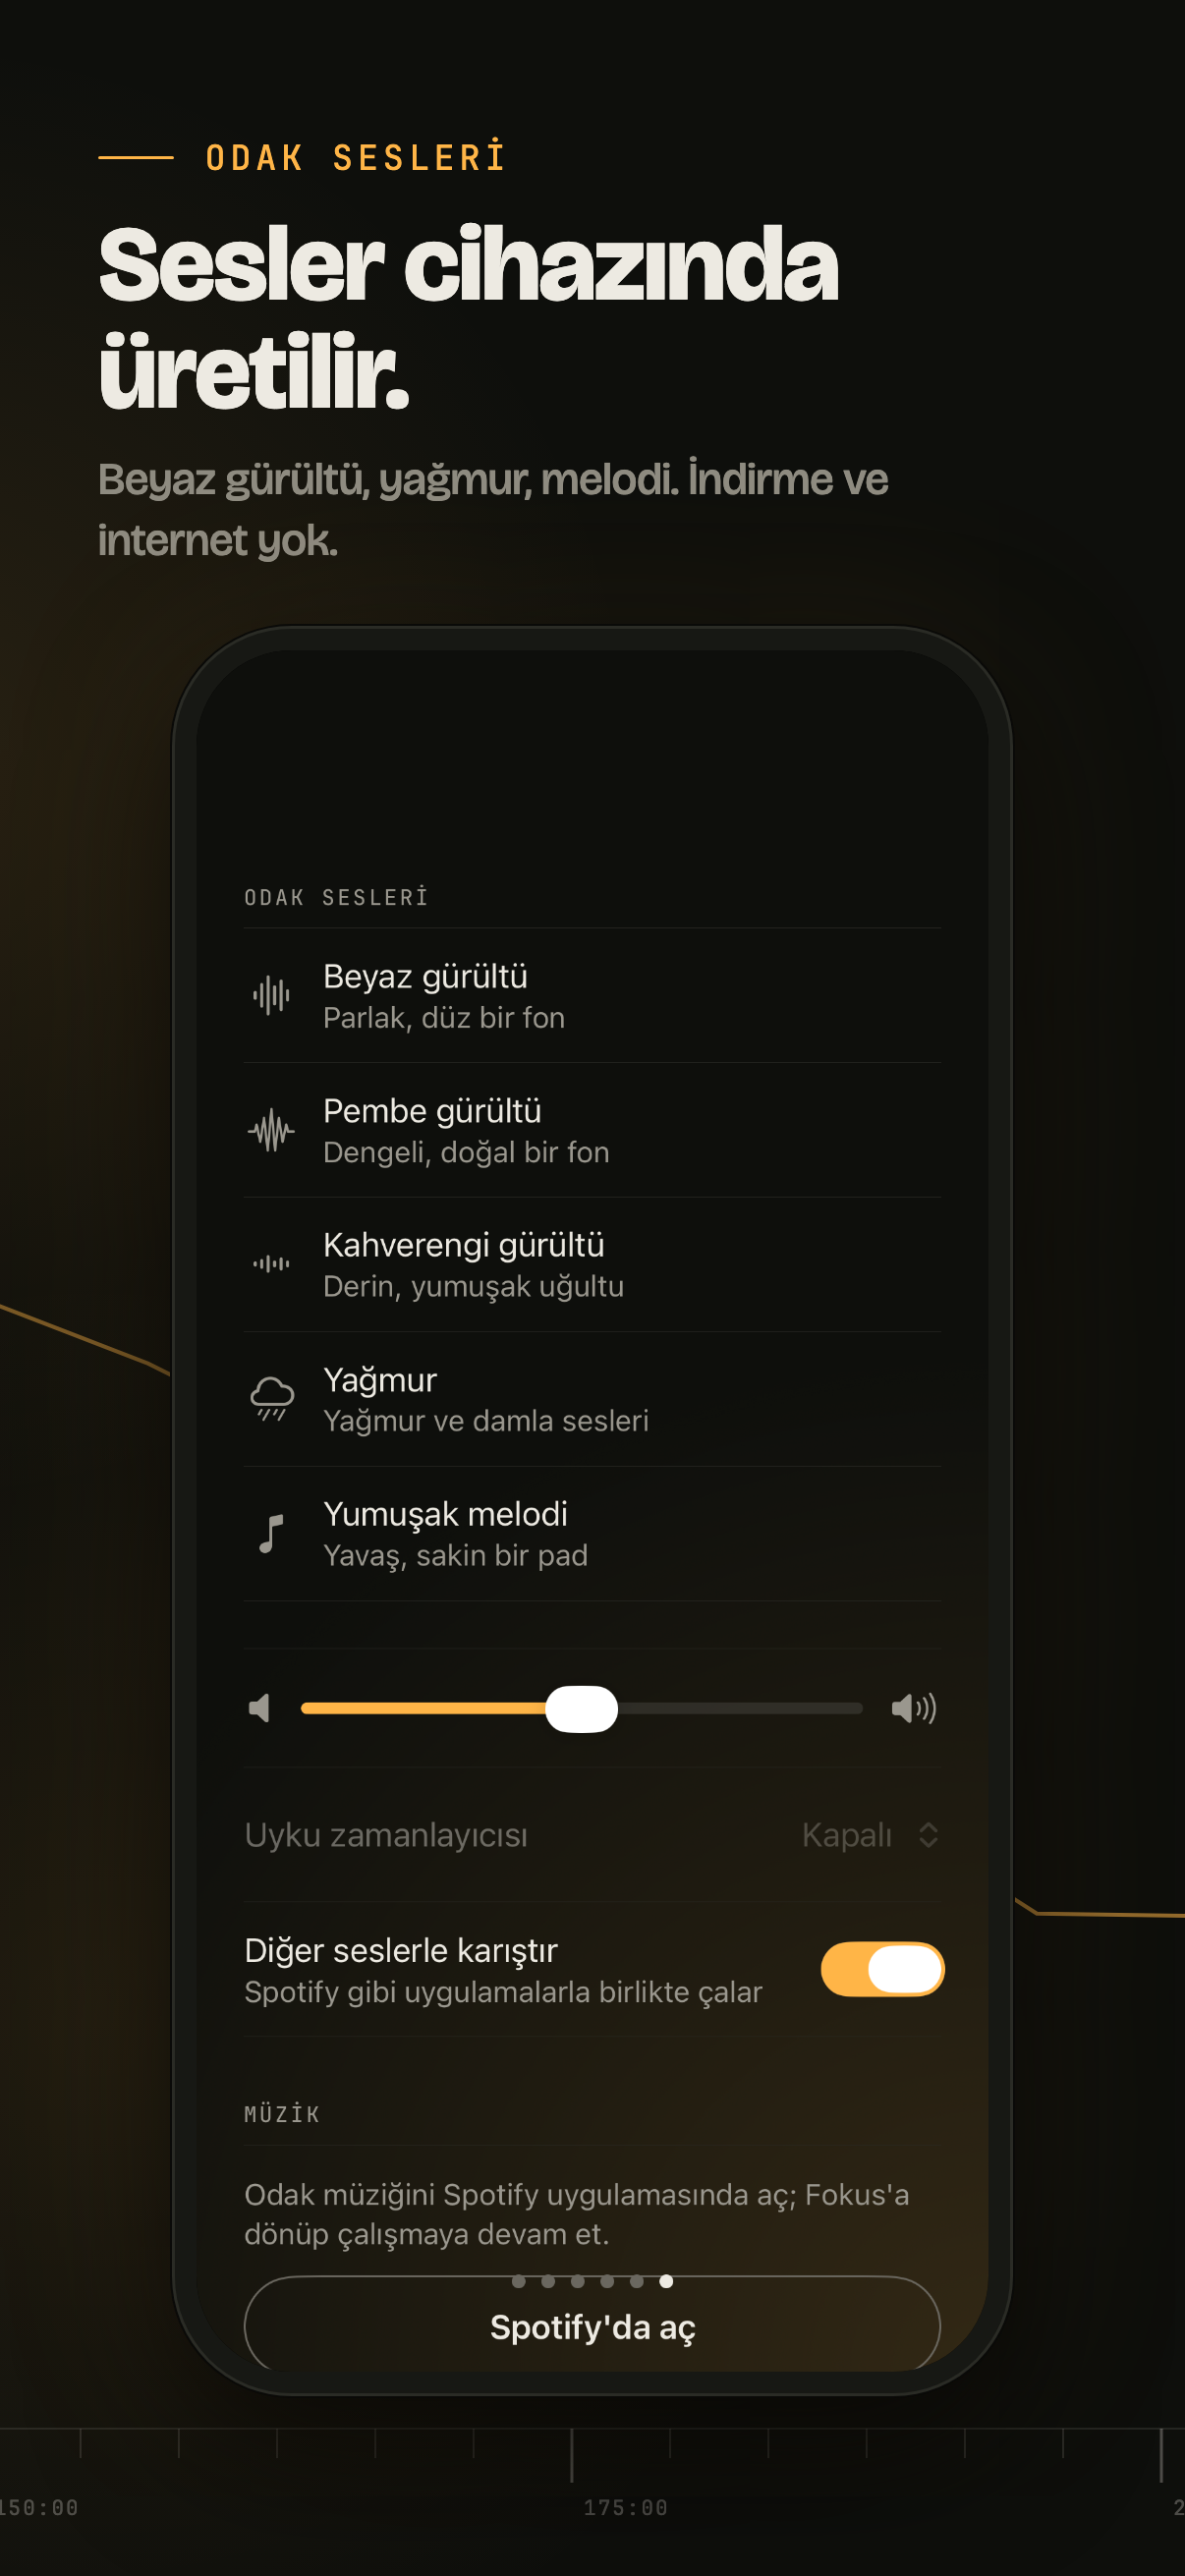 ODAK SESLERİ
Sesler cihazında
üretilir.
Beyaz gürültü, yağmur, melodi. İndirme ve
internet yok.
ODAK SESLERİ
Beyaz gürültü
Parlak, düz bir fon
Pembe gürültü
Dengeli, doğal bir fon
Kahverengi gürültü
Derin, yumuşak uğultu
Yağmur
Yağmur ve damla sesleri
Yumuşak melodi
Yavaş, sakin bir pad
Uyku zamanlayıcısı Kapalı
Diğer seslerle karıştır
Spotify gibi uygulamalarla birlikte çalar
MÜZİK
Odak müziğini Spotify uygulamasında aç; Fokus'a
dönüp çalışmaya devam et.
Spotify'da aç
150:00 175:00 2